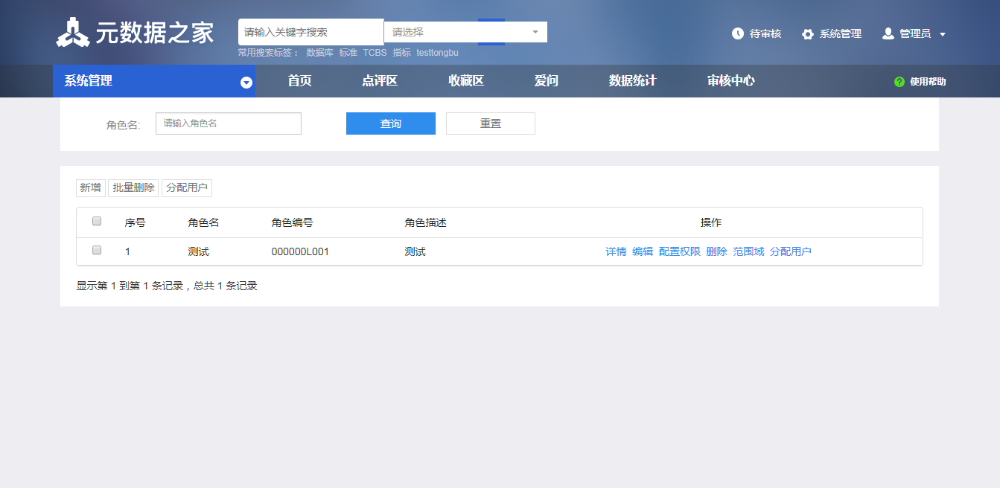 元数据之家
请输入关键字搜索 请选择
待审核 系统管理 管理员
常用搜索标签： 数据库 标准 TCBS 指标 testtongbu
系统管理 首页 点评区 收藏区 爱问 数据统计 审核中心 使用帮助
角色名: 请输入角色名 查询 重置
新增 批量删除 分配用户
序号 角色名 角色编号 角色描述 操作
1 测试 000000L001 测试 详情 编辑 配置权限 删除 范围域 分配用户
显示第 1 到第 1 条记录，总共 1 条记录